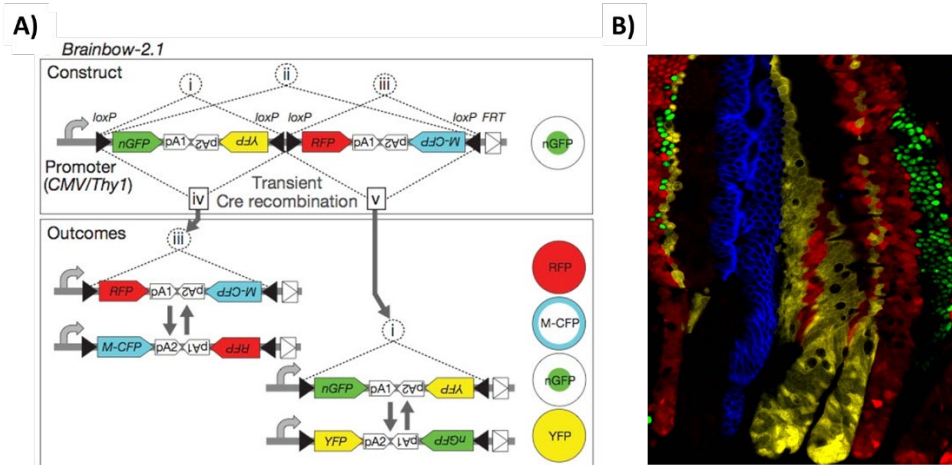 A)
B)
Brainbow-2.1
Construct
i
ii
iii
loxP
loxP
loxP
loxP FRT
nGFP
pA1
pA2
YFP
RFP
pA1
pA2
M-CFP
nGFP
Promoter
(CMV/Thy1)
Transient
Cre recombination
iv
v
Outcomes
iii
RFP
pA1
pA2
M-CFP
M-CFP
pA2
pA1
RFP
i
nGFP
pA1
pA2
YFP
YFP
pA2
pA1
nGFP
RFP
M-CFP
nGFP
YFP